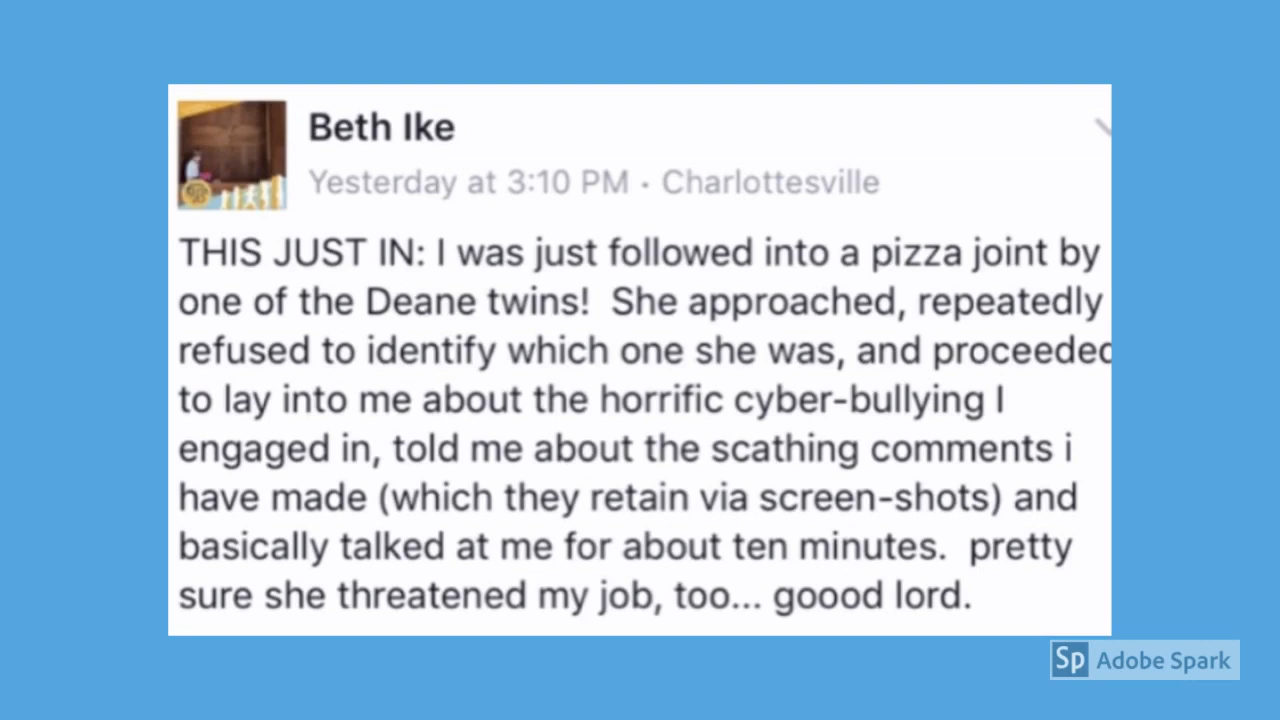 Beth Ike
Yesterday at 3:10 PM · Charlottesville
THIS JUST IN: I was just followed into a pizza joint by
one of the Deane twins!  She approached, repeatedly
refused to identify which one she was, and proceeded
to lay into me about the horrific cyber-bullying I
engaged in, told me about the scathing comments i
have made (which they retain via screen-shots) and
basically talked at me for about ten minutes.  pretty
sure she threatened my job, too... goood lord.
Sp Adobe Spark